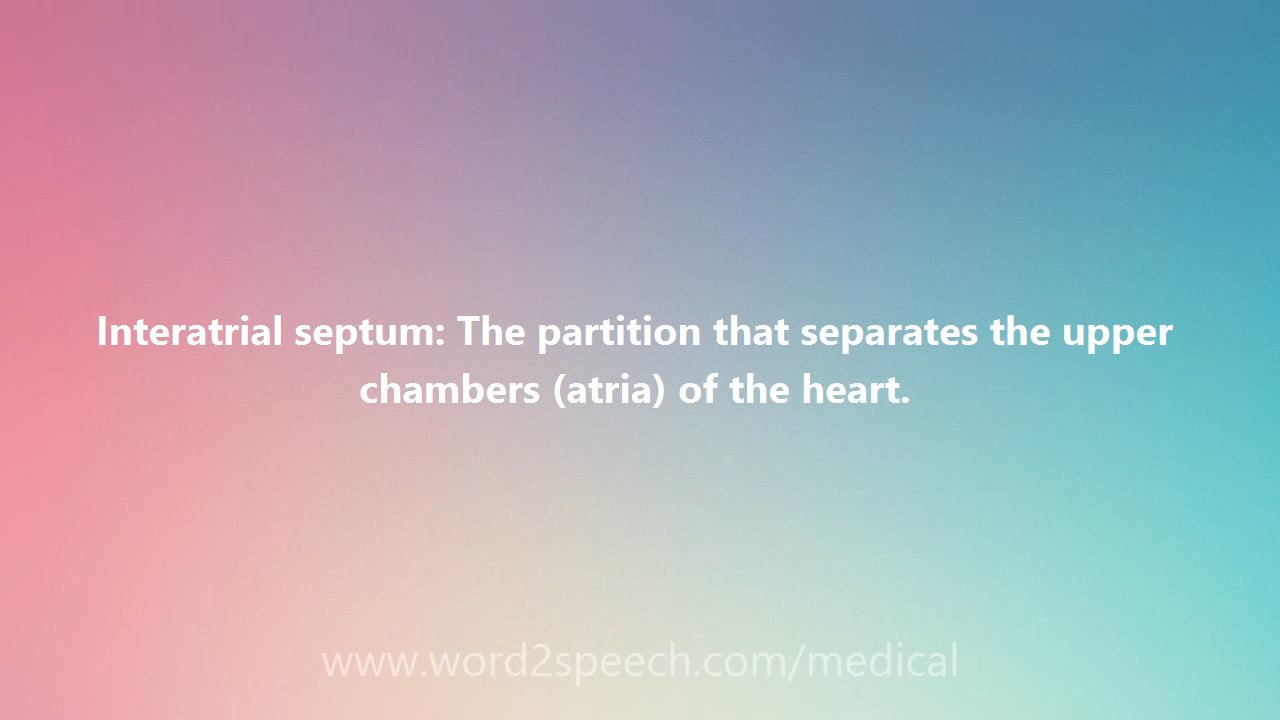 Interatrial septum: The partition that separates the upper
chambers (atria) of the heart.
www.word2speech.com/medical